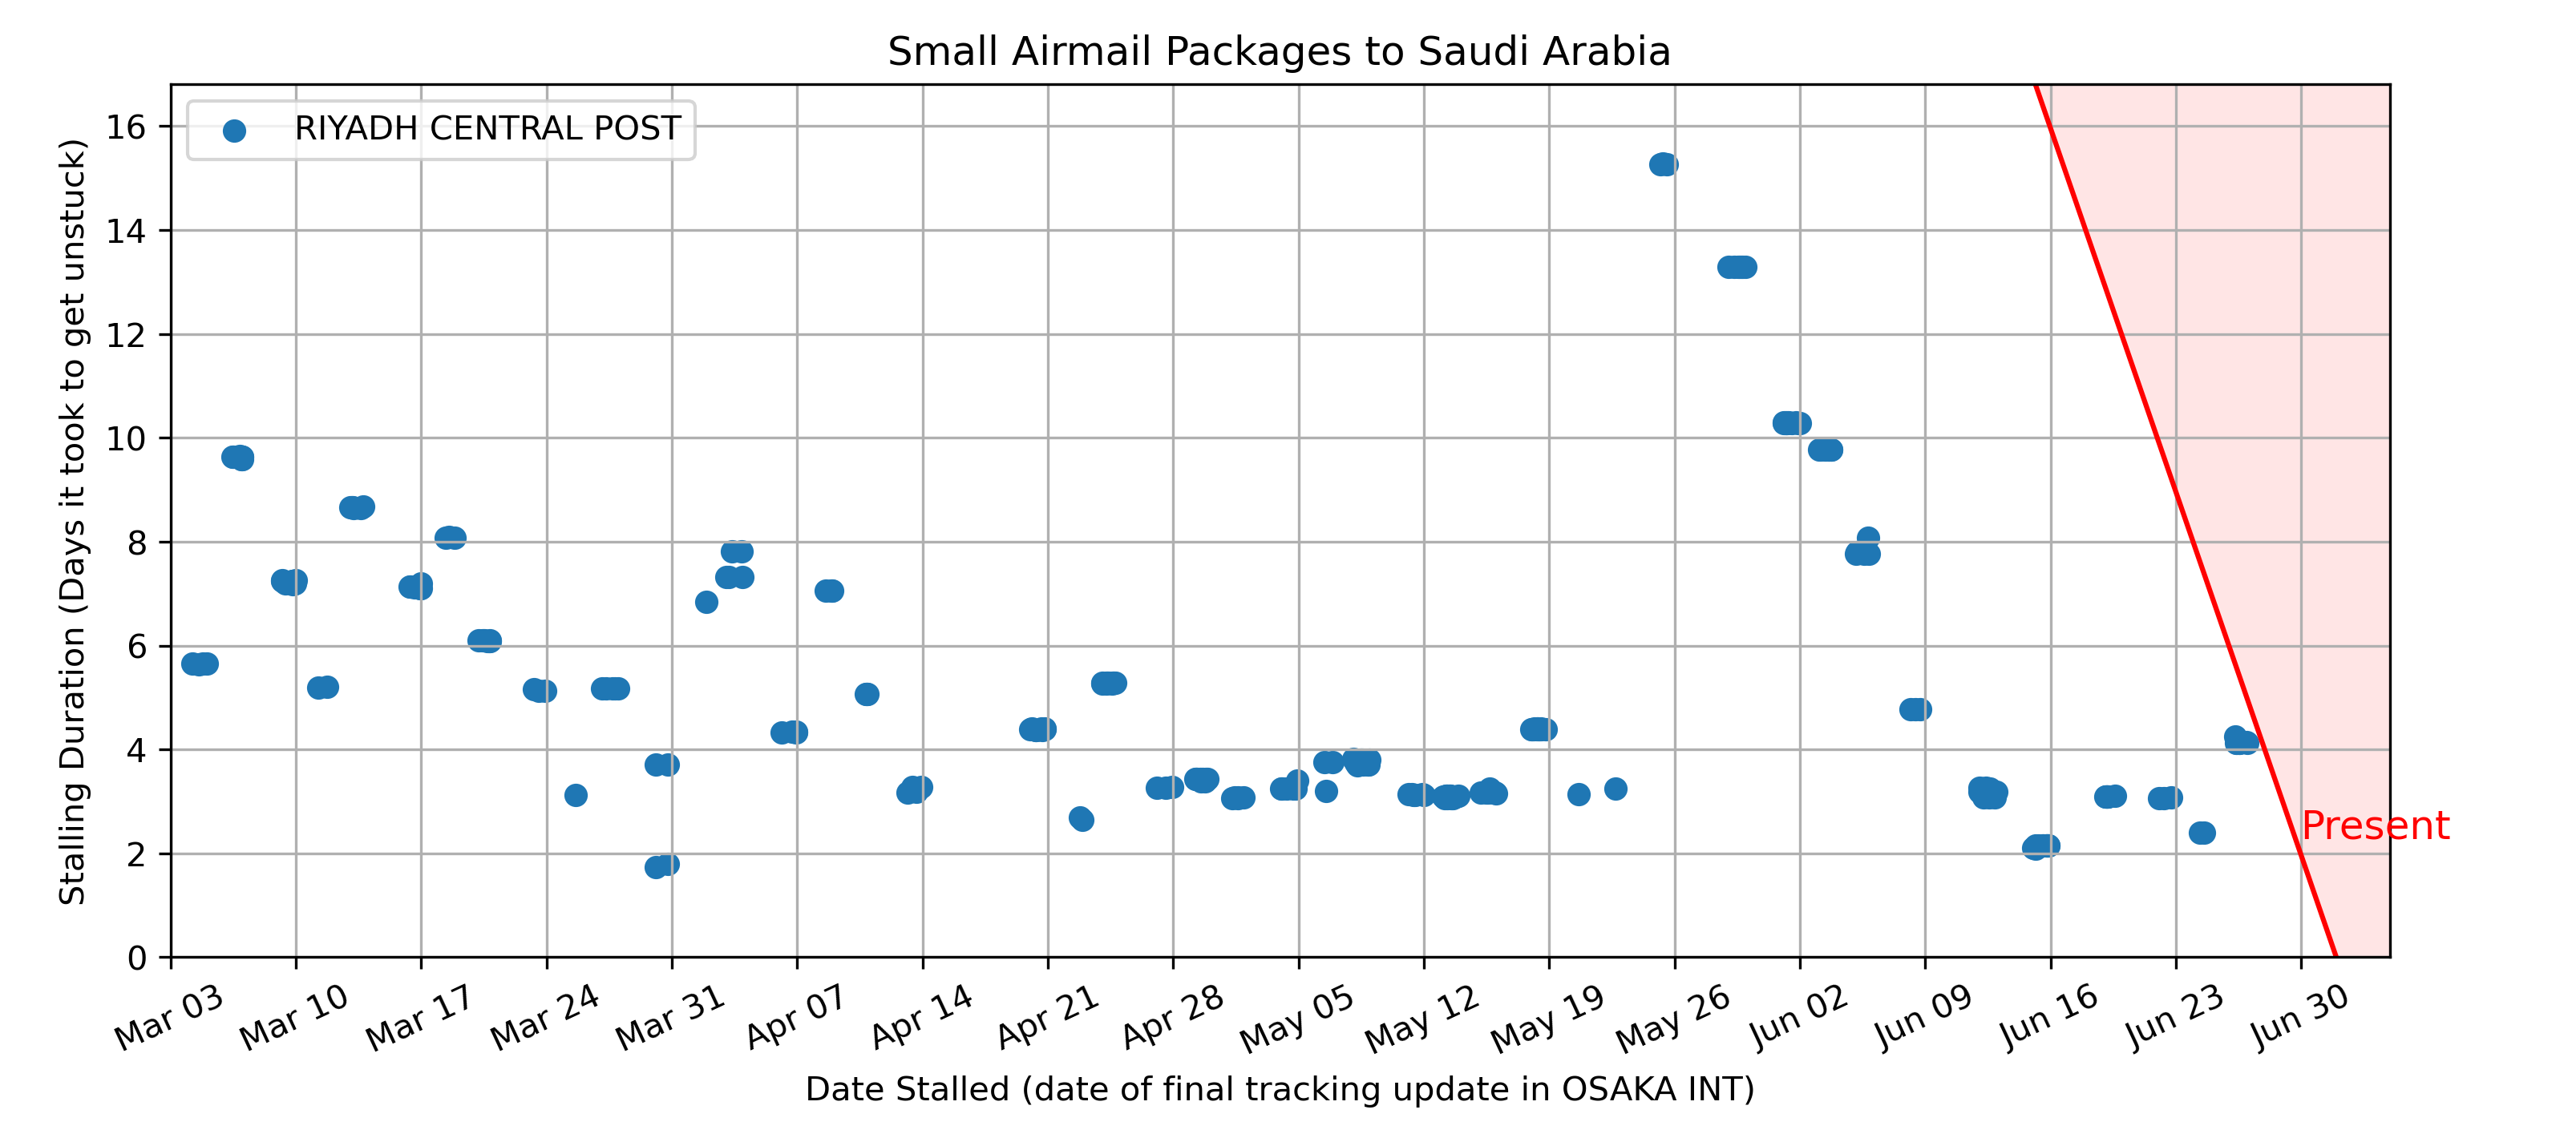 Small Airmail Packages to Saudi Arabia
RIYADH CENTRAL POST
Stalling Duration (Days it took to get unstuck)
16
14
12
10
8
6
4
2
0
Present
Mar 03
Mar 10
Mar 17
Mar 24
Mar 31
Apr 07
Apr 14
Apr 21
Apr 28
May 05
May 12
May 19
May 26
Jun 02
Jun 09
Jun 16
Jun 23
Jun 30
Date Stalled (date of final tracking update in OSAKA INT)